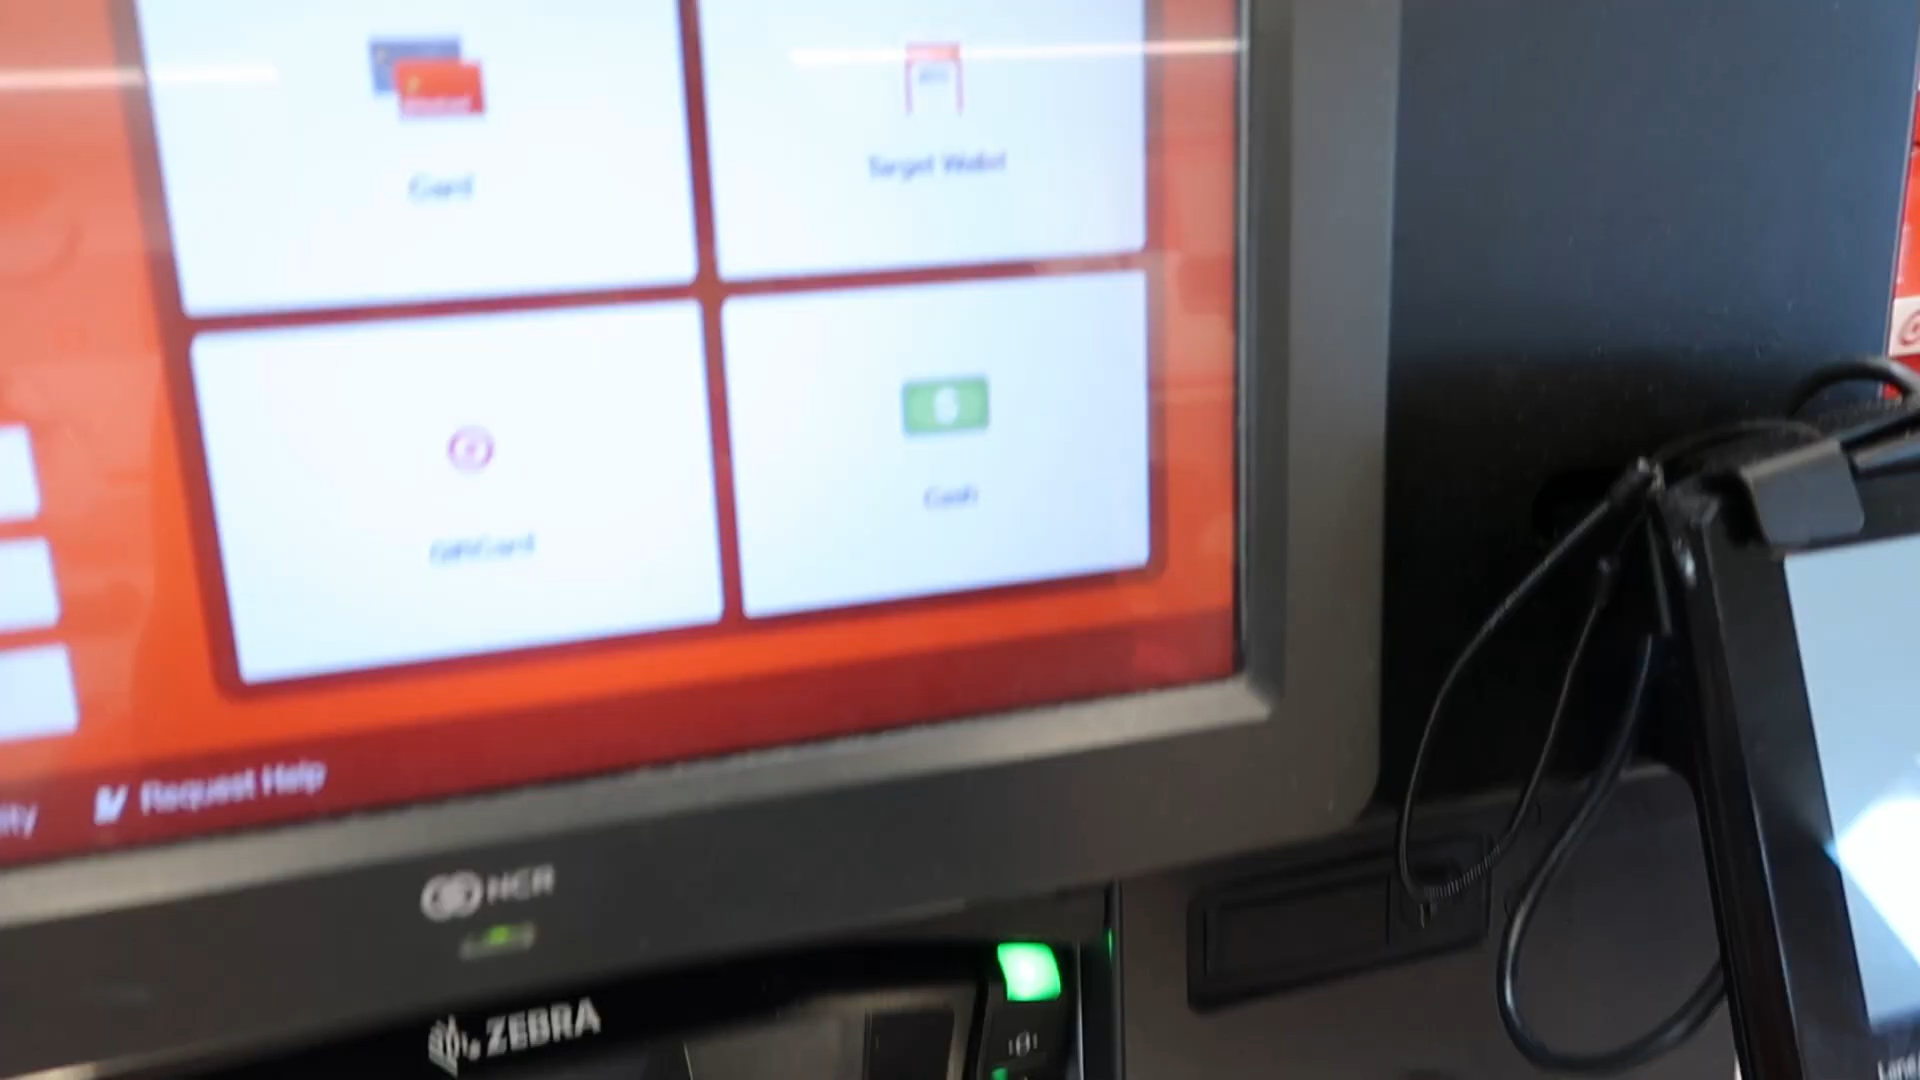 Card
Target Wallet
GiftCard
Cash
Request Help
NCR
ZEBRA